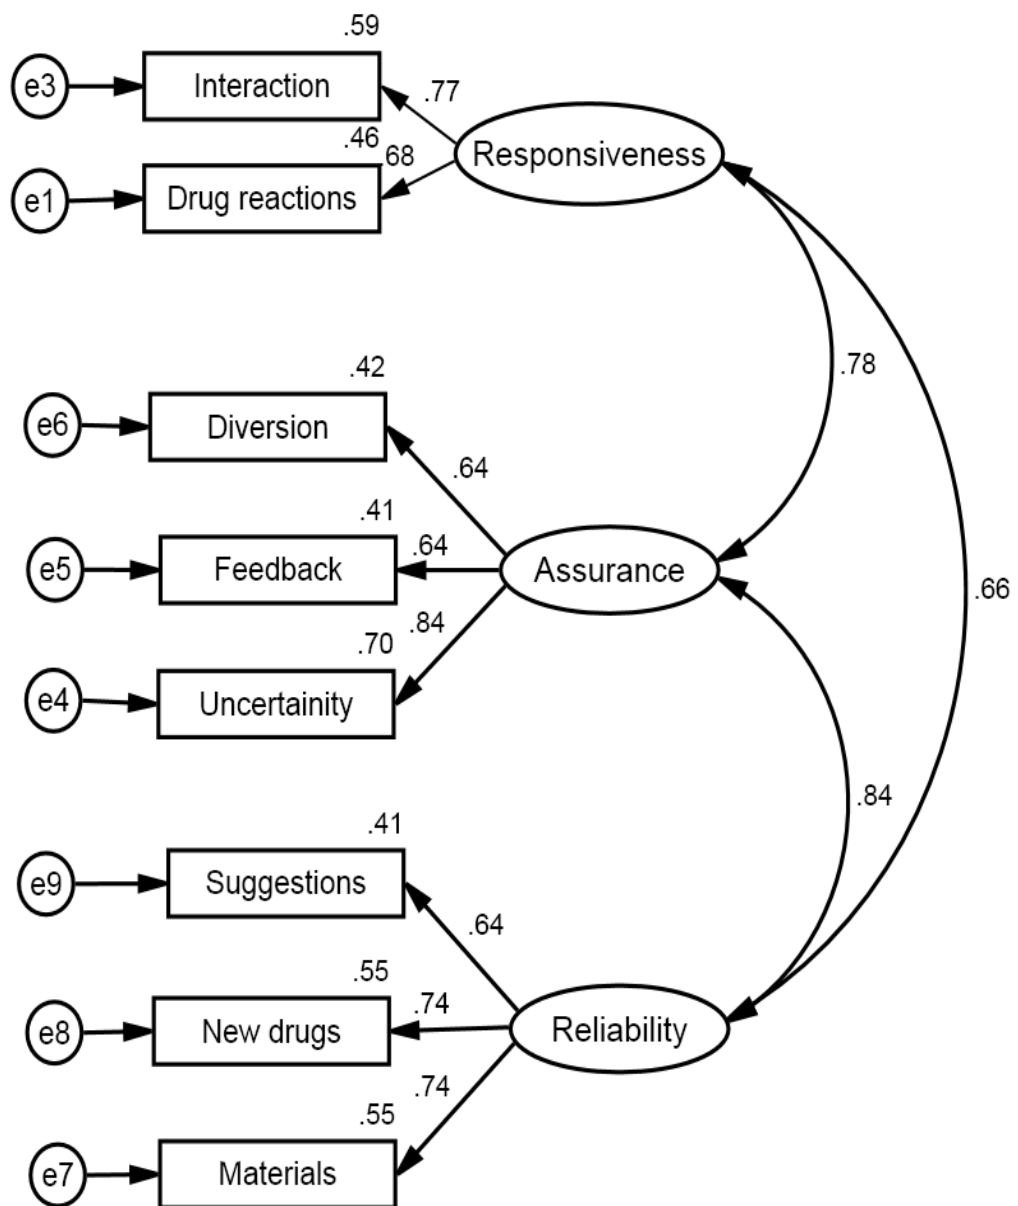 .59
e3
Interaction
.77
.46
.68
Responsiveness
e1
Drug reactions
.78
.42
e6
Diversion
.64
.41
.64
e5
Feedback
Assurance
.66
.84
.70
e4
Uncertainity
.84
.41
e9
Suggestions
.64
.55
.74
e8
New drugs
Reliability
.74
.55
e7
Materials